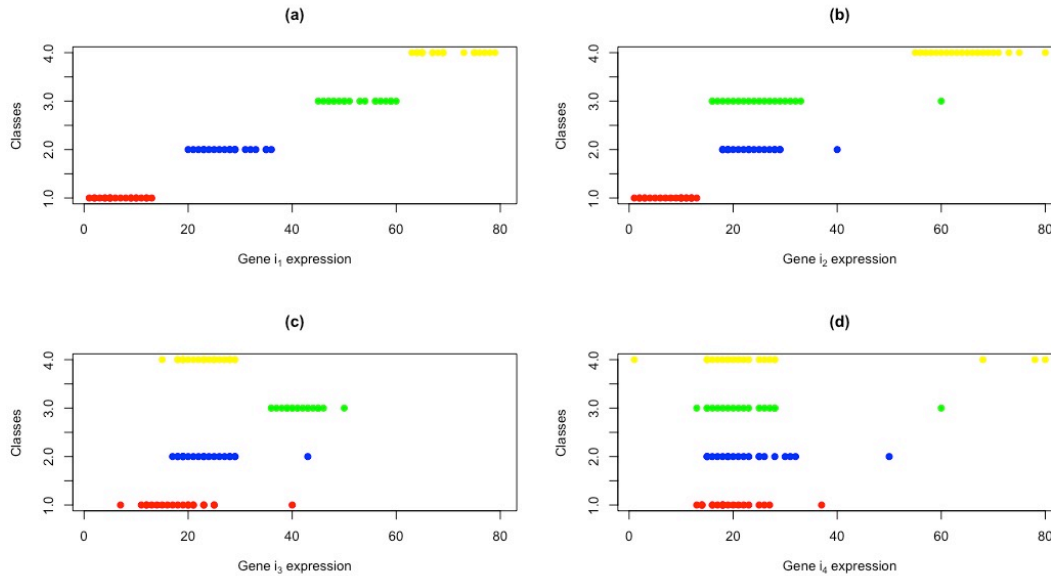 (a)
Classes
4.0
3.0
2.0
1.0
0 20 40 60 80
Gene i₁ expression
(b)
Classes
4.0
3.0
2.0
1.0
0 20 40 60 80
Gene i₂ expression
(c)
Classes
4.0
3.0
2.0
1.0
0 20 40 60 80
Gene i₃ expression
(d)
Classes
4.0
3.0
2.0
1.0
0 20 40 60 80
Gene i₄ expression